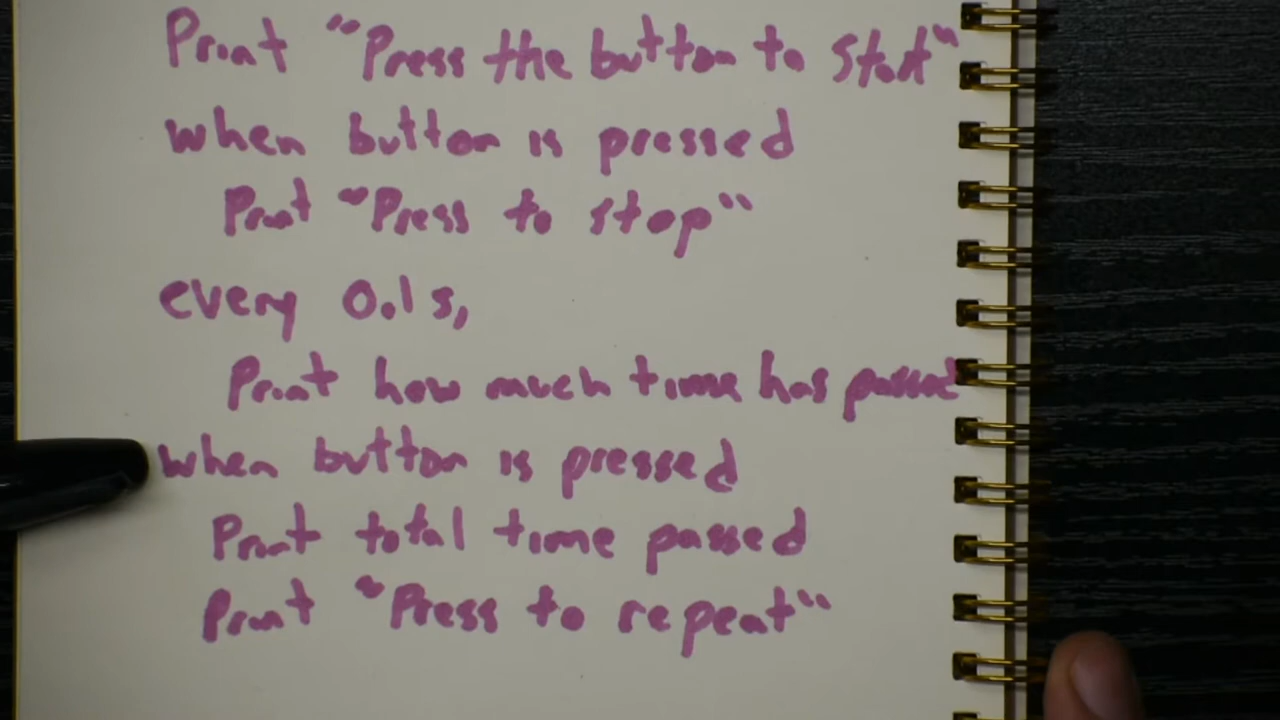 Print "Press the button to start"
when button is pressed
Print "Press to stop"
every 0.1s,
Print how much time has passed
when button is pressed
Print total time passed
Print "Press to repeat"